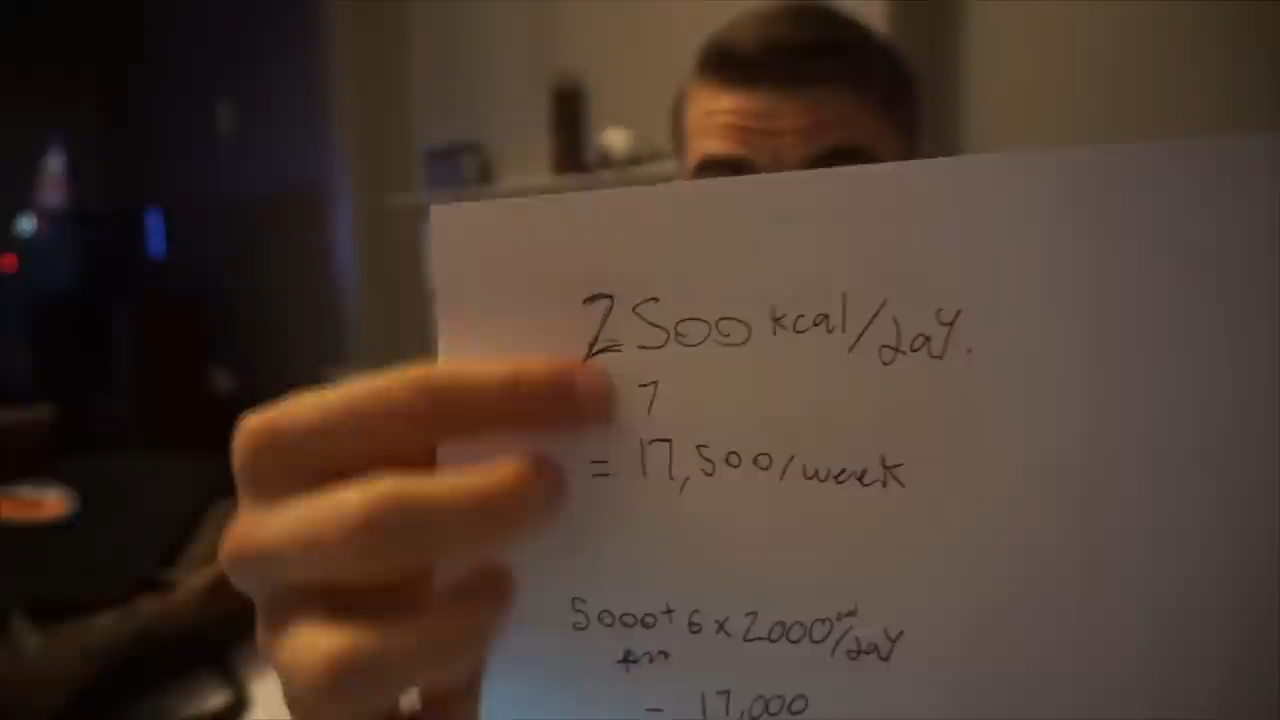 2500 kcal/day.
7
= 17,500/week
5000+ 6 x 2000 /day
= 17,000